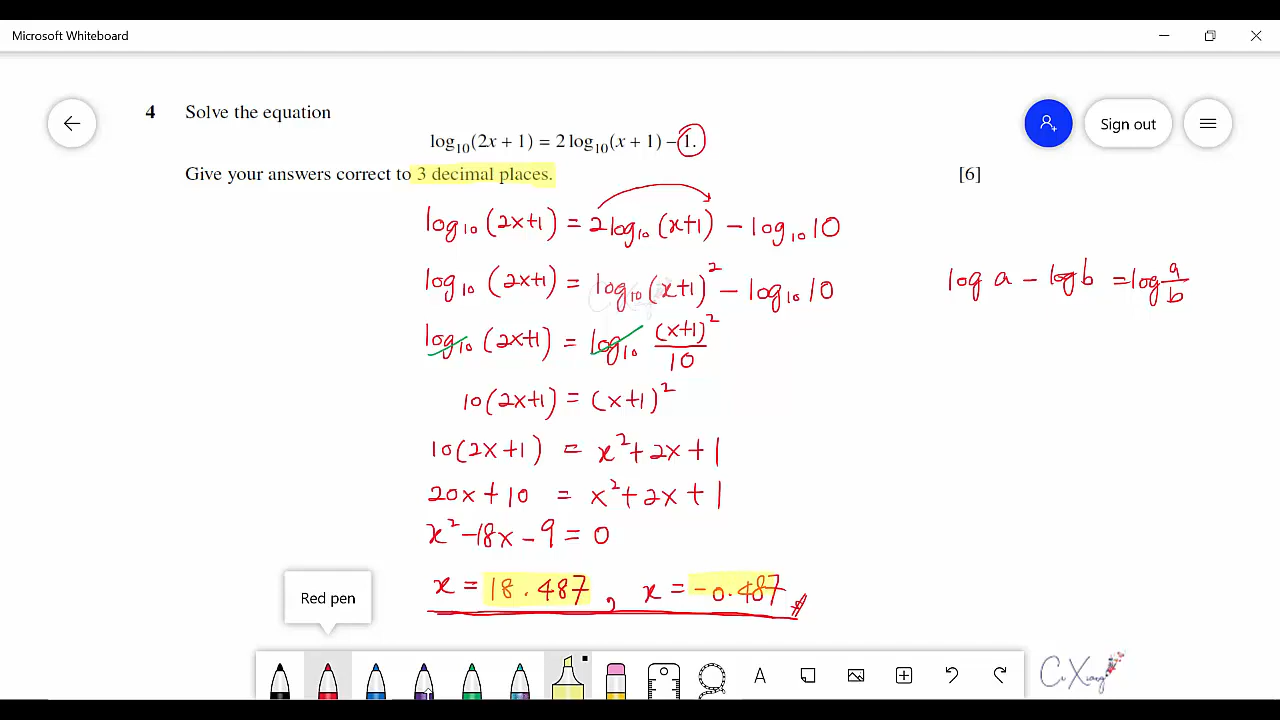 Microsoft Whiteboard
Sign out
4 Solve the equation
log₁₀(2x + 1) = 2 log₁₀(x + 1) − 1.
Give your answers correct to 3 decimal places. [6]
log₁₀ (2x+1) = 2log₁₀ (x+1) − log₁₀ 10
log₁₀ (2x+1) = log₁₀ (x+1)² − log₁₀ 10
log a − log b = log a/b
log₁₀ (2x+1) = log₁₀ (x+1)²/10
10(2x+1) = (x+1)²
10(2x+1) = x²+2x+1
20x+10 = x²+2x+1
x²−18x−9 = 0
x = 18.487, x = −0.487
Red pen